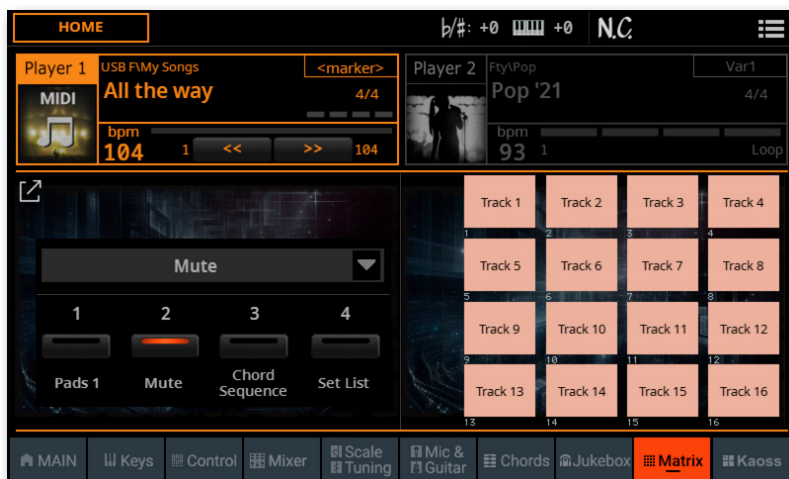 HOME
b/#: +0 +0 N.C.
Player 1
USB F\My Songs
<marker>
MIDI
All the way
4/4
bpm
104
1
<<
>>
104
Player 2
Fty\Pop
Var1
Pop '21
4/4
bpm
93
1
Loop
Mute
1 2 3 4
Pads 1
Mute
Chord
Sequence
Set List
Track 1 Track 2 Track 3 Track 4
1 2 3 4
Track 5 Track 6 Track 7 Track 8
5 6 7 8
Track 9 Track 10 Track 11 Track 12
9 10 11 12
Track 13 Track 14 Track 15 Track 16
13 14 15 16
MAIN
Keys
Control
Mixer
Scale
Tuning
Mic &
Guitar
Chords
Jukebox
Matrix
Kaoss